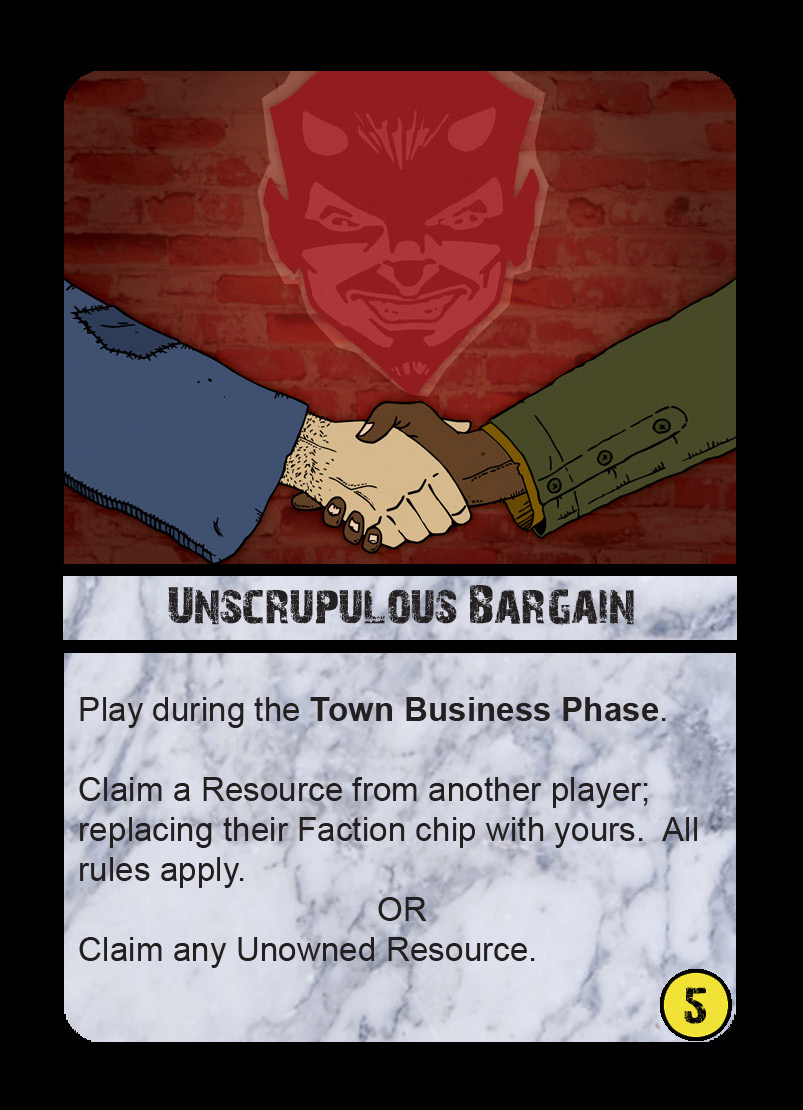 Unscrupulous Bargain
Play during the Town Business Phase.
Claim a Resource from another player;
replacing their Faction chip with yours.  All
rules apply.
OR
Claim any Unowned Resource.
5